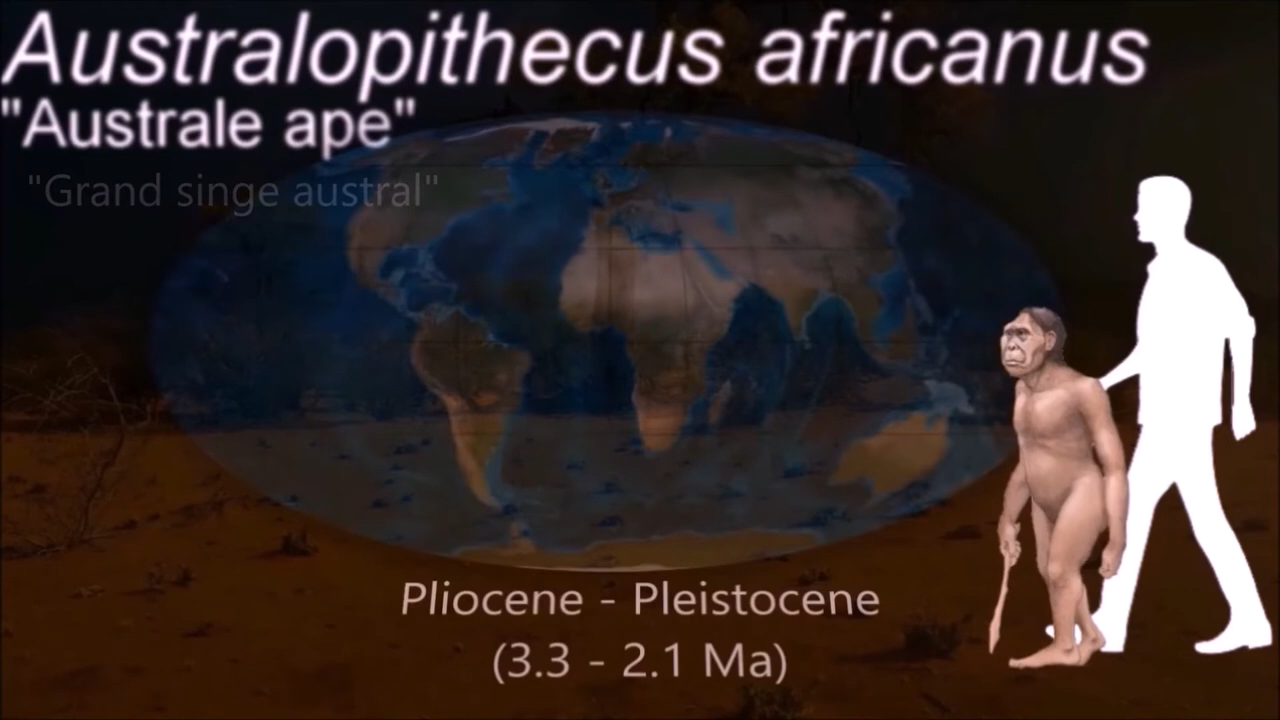 Australopithecus africanus
"Australe ape"
"Grand singe austral"
Pliocene - Pleistocene
(3.3 - 2.1 Ma)